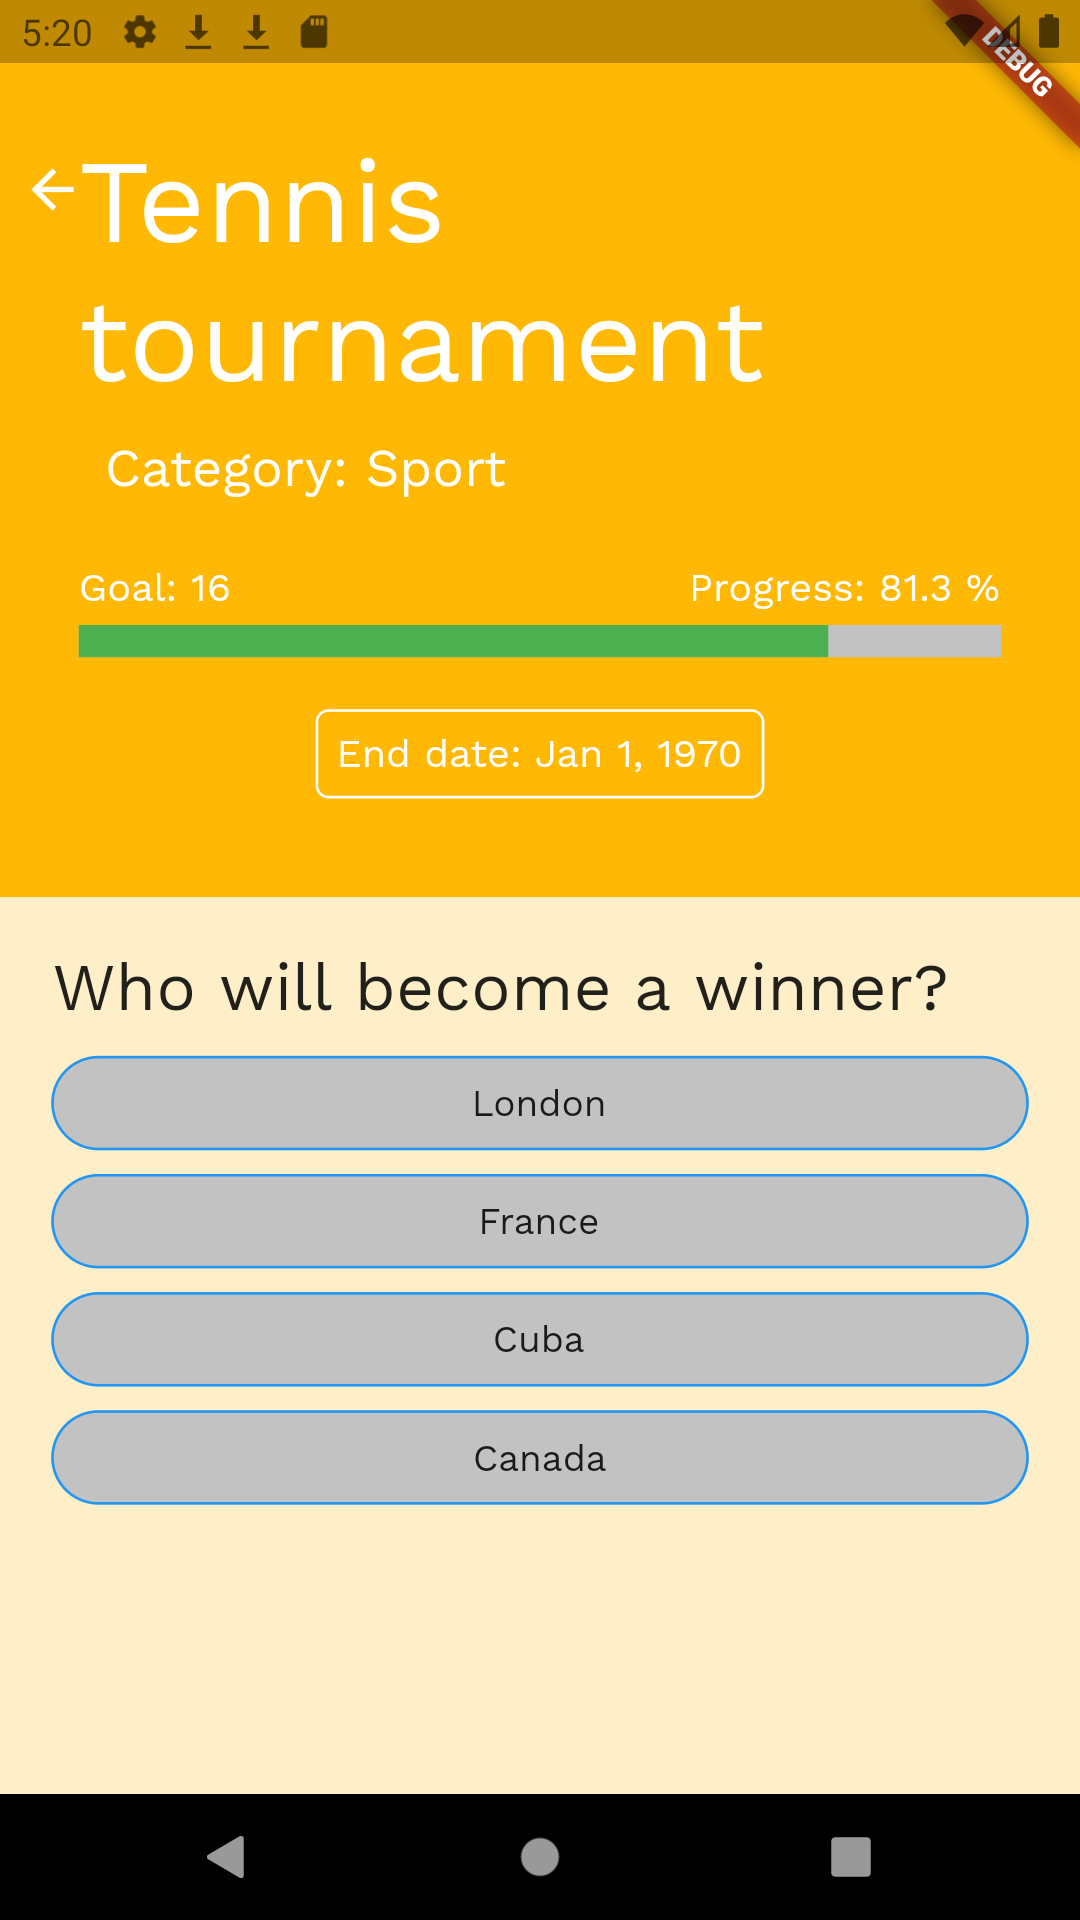 5:20
DEBUG
Tennis
tournament
Category: Sport
Goal: 16
Progress: 81.3 %
End date: Jan 1, 1970
Who will become a winner?
London
France
Cuba
Canada